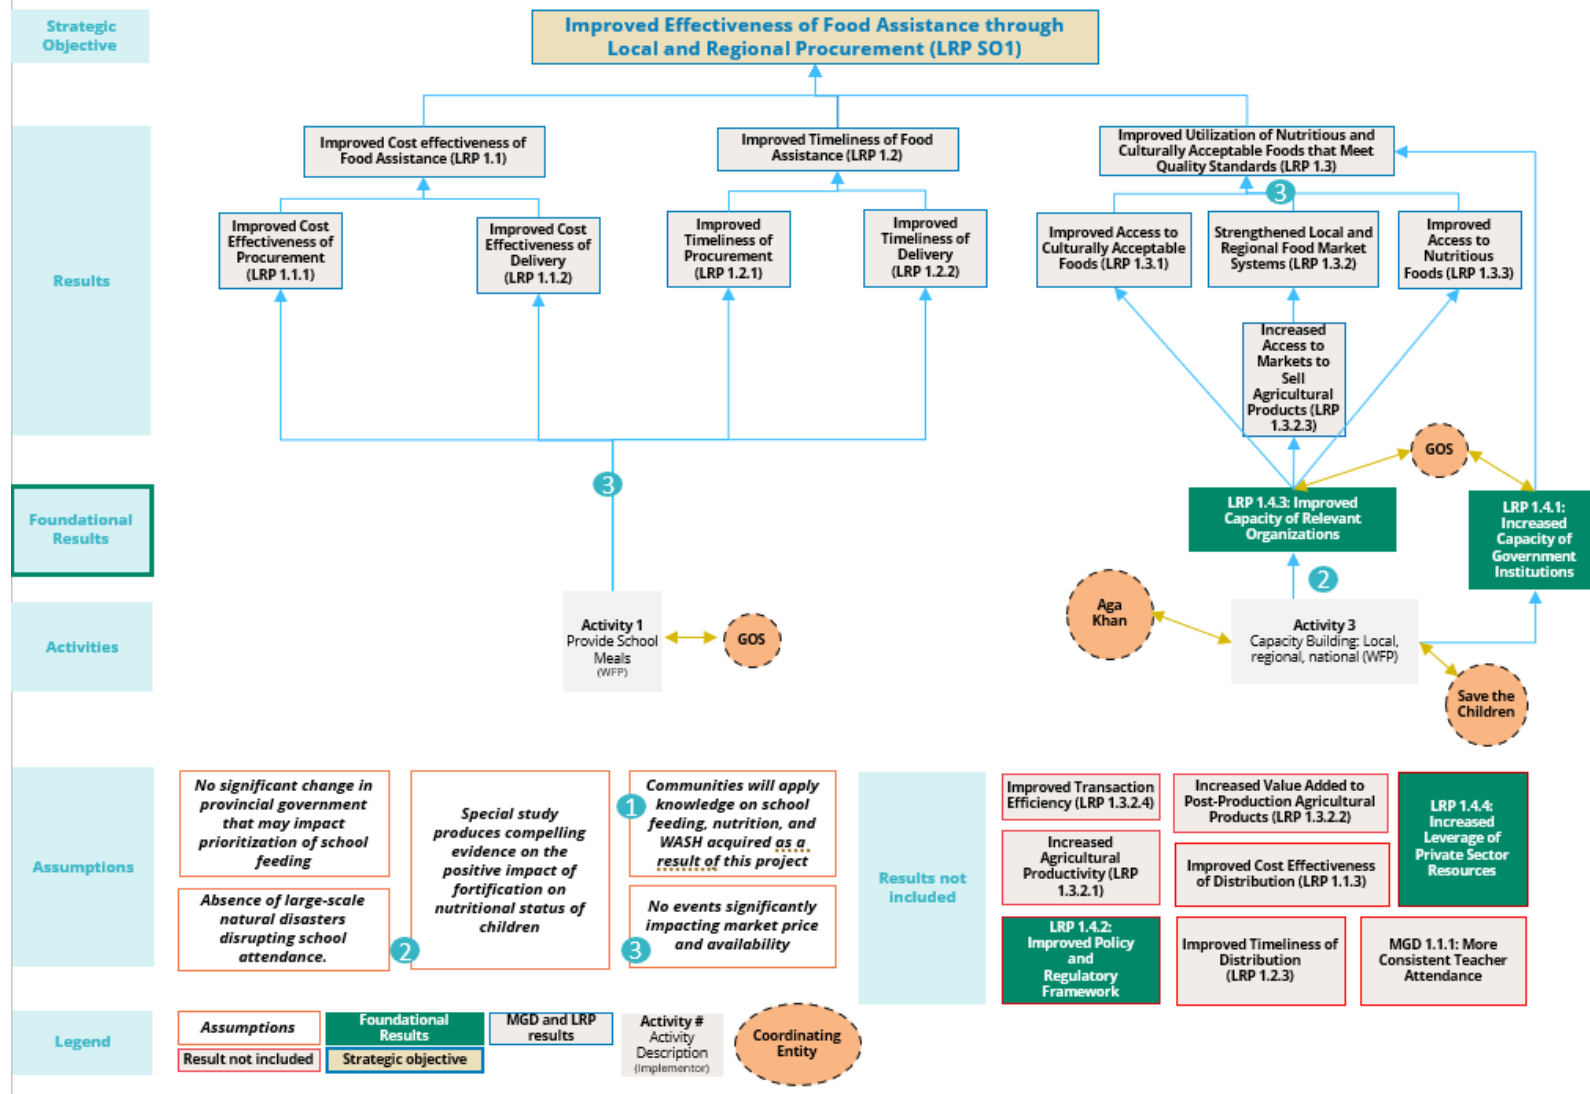 Strategic
Objective
Improved Effectiveness of Food Assistance through
Local and Regional Procurement (LRP SO1)
Results
Improved Cost effectiveness of
Food Assistance (LRP 1.1)
Improved Timeliness of Food
Assistance (LRP 1.2)
Improved Utilization of Nutritious and
Culturally Acceptable Foods that Meet
Quality Standards (LRP 1.3)
3
Improved Cost
Effectiveness of
Procurement
(LRP 1.1.1)
Improved Cost
Effectiveness of
Delivery
(LRP 1.1.2)
Improved
Timeliness of
Procurement
(LRP 1.2.1)
Improved
Timeliness of
Delivery
(LRP 1.2.2)
Improved Access to
Culturally Acceptable
Foods (LRP 1.3.1)
Strengthened Local and
Regional Food Market
Systems (LRP 1.3.2)
Improved
Access to
Nutritious
Foods (LRP 1.3.3)
Increased
Access to
Markets to
Sell
Agricultural
Products (LRP
1.3.2.3)
GOS
3
Foundational
Results
LRP 1.4.3: Improved
Capacity of Relevant
Organizations
LRP 1.4.1:
Increased
Capacity of
Government
Institutions
2
Activities
Activity 1
Provide School
Meals
(WFP)
GOS
Aga
Khan
Activity 3
Capacity Building: Local,
regional, national (WFP)
Save the
Children
Assumptions
No significant change in
provincial government
that may impact
prioritization of school
feeding
Absence of large-scale
natural disasters
disrupting school
attendance.
2
Special study
produces compelling
evidence on the
positive impact of
fortification on
nutritional status of
children
1
Communities will apply
knowledge on school
feeding, nutrition, and
WASH acquired as a
result of this project
3
No events significantly
impacting market price
and availability
Results not
included
Improved Transaction
Efficiency (LRP 1.3.2.4)
Increased Value Added to
Post-Production Agricultural
Products (LRP 1.3.2.2)
LRP 1.4.4:
Increased
Leverage of
Private Sector
Resources
Increased
Agricultural
Productivity (LRP
1.3.2.1)
Improved Cost Effectiveness
of Distribution (LRP 1.1.3)
LRP 1.4.2:
Improved Policy
and
Regulatory
Framework
Improved Timeliness of
Distribution
(LRP 1.2.3)
MGD 1.1.1: More
Consistent Teacher
Attendance
Legend
Assumptions
Foundational
Results
MGD and LRP
results
Activity #
Activity
Description
(Implementor)
Coordinating
Entity
Result not included
Strategic objective